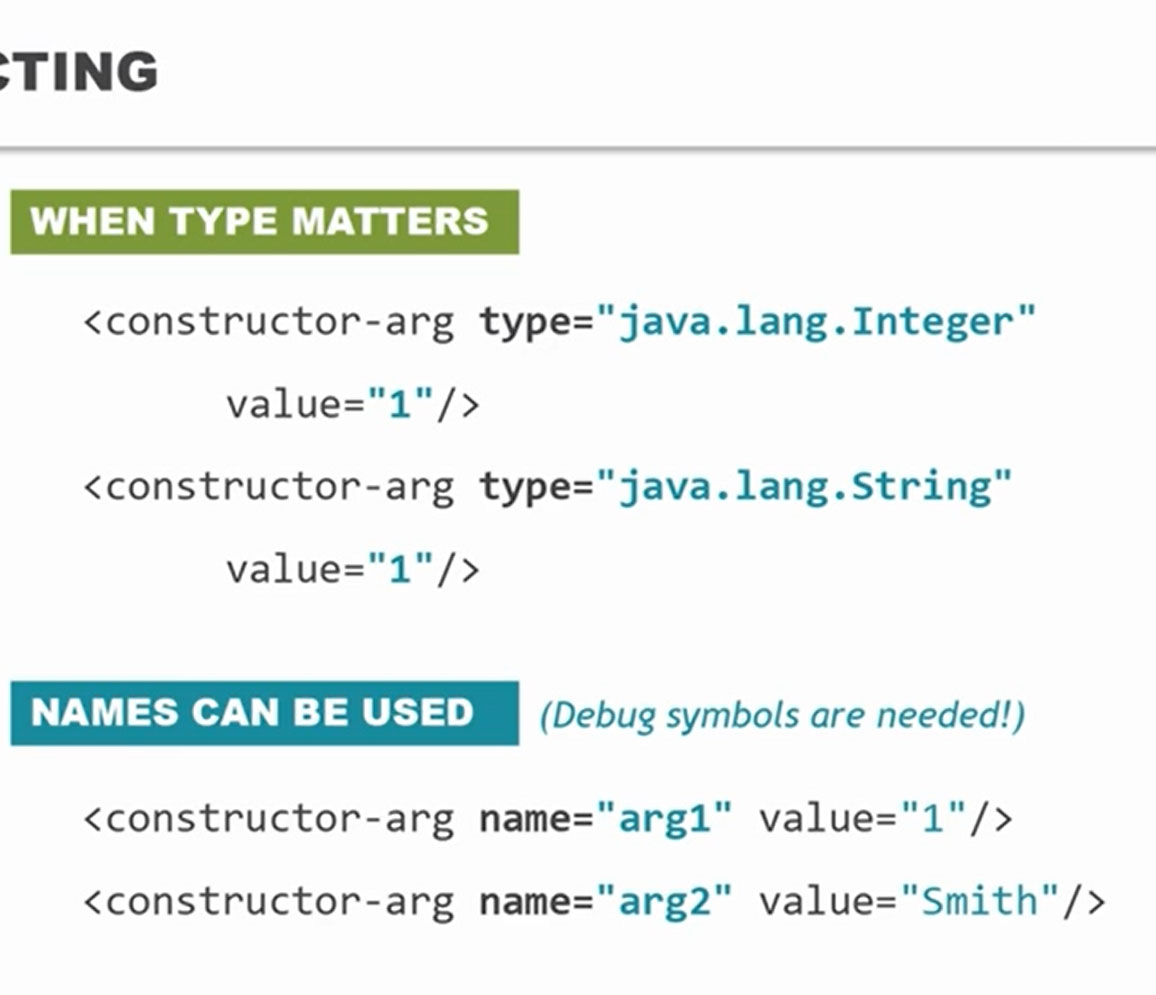 CTING
WHEN TYPE MATTERS
<constructor-arg type="java.lang.Integer"
value="1"/>
<constructor-arg type="java.lang.String"
value="1"/>
NAMES CAN BE USED (Debug symbols are needed!)
<constructor-arg name="arg1" value="1"/>
<constructor-arg name="arg2" value="Smith"/>